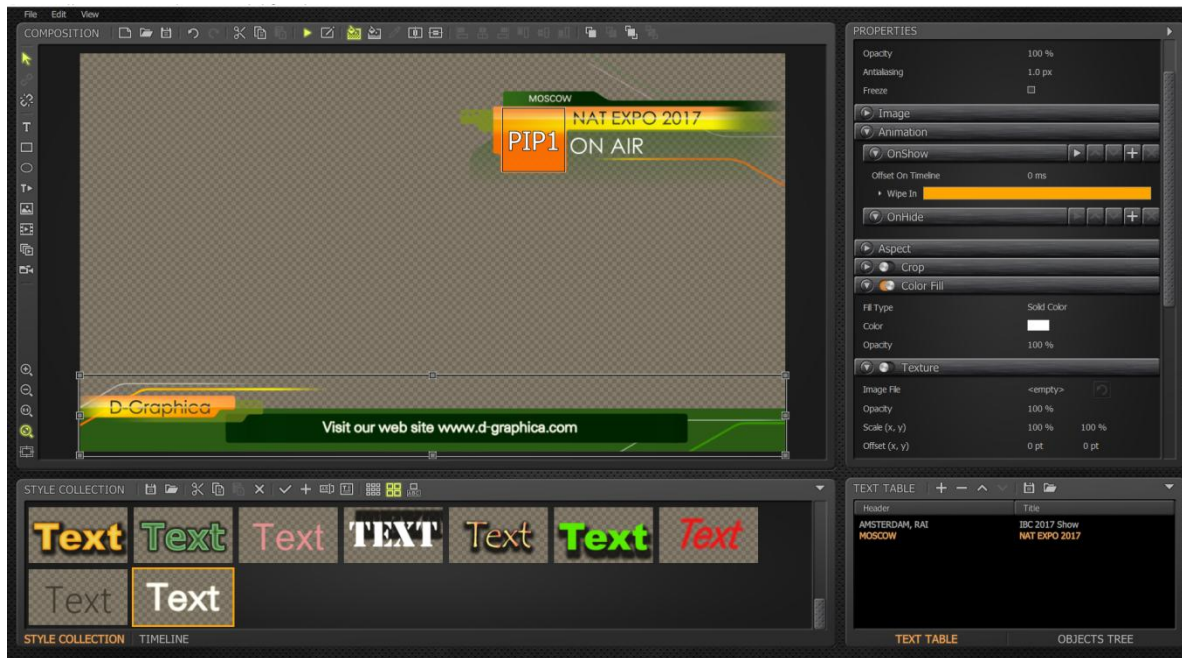 File Edit View
COMPOSITION
MOSCOW
NAT EXPO 2017
PIP1 ON AIR
D-Graphica
Visit our web site www.d-graphica.com
PROPERTIES
Opacity 100 %
Antialiasing 1.0 px
Freeze
Image
Animation
OnShow
Offset On Timeline 0 ms
Wipe In
OnHide
Aspect
Crop
Color Fill
Fill Type Solid Color
Color
Opacity 100 %
Texture
Image File <empty>
Opacity 100 %
Scale (x, y) 100 % 100 %
Offset (x, y) 0 pt 0 pt
STYLE COLLECTION
Text Text Text TEXT Text Text Text
Text Text
STYLE COLLECTION TIMELINE
TEXT TABLE
Header Title
AMSTERDAM, RAI IBC 2017 Show
MOSCOW NAT EXPO 2017
TEXT TABLE OBJECTS TREE